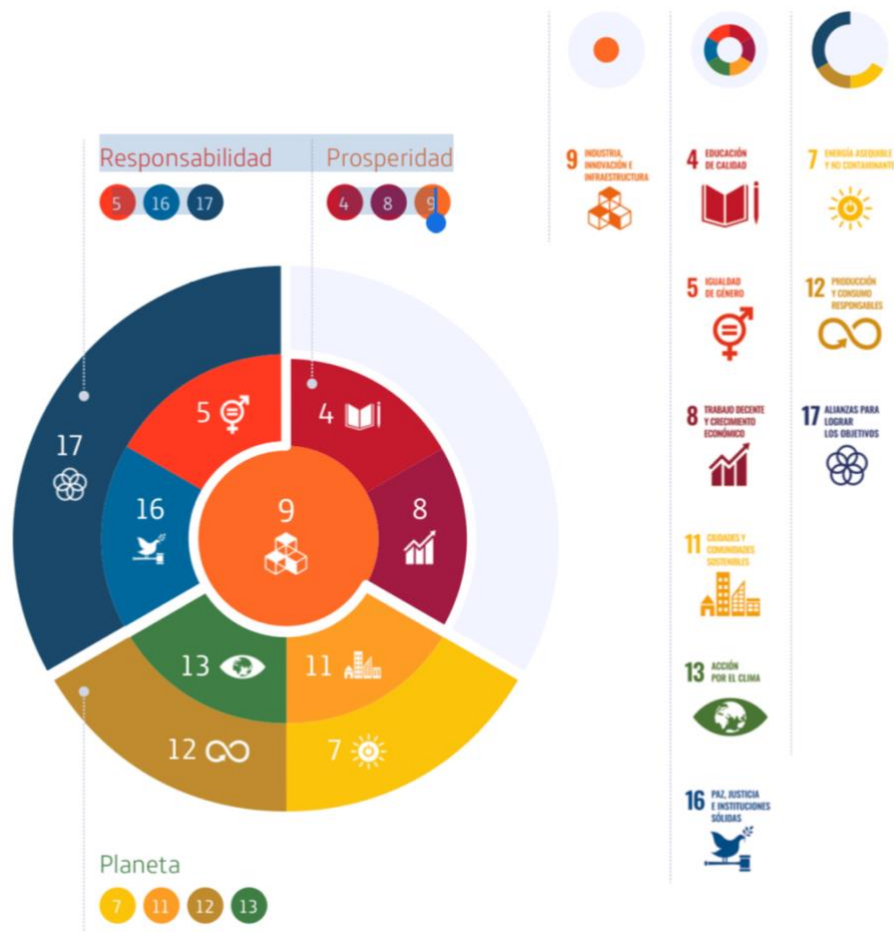 Responsabilidad
5 16 17
Prosperidad
4 8 9
17
5
4
16
9
8
13
11
12
7
Planeta
7 11 12 13
9 INDUSTRIA,
INNOVACIÓN E
INFRAESTRUCTURA
4 EDUCACIÓN
DE CALIDAD
5 IGUALDAD
DE GÉNERO
8 TRABAJO DECENTE
Y CRECIMIENTO
ECONÓMICO
11 CIUDADES Y
COMUNIDADES
SOSTENIBLES
13 ACCIÓN
POR EL CLIMA
16 PAZ, JUSTICIA
E INSTITUCIONES
SÓLIDAS
7 ENERGÍA ASEQUIBLE
Y NO CONTAMINANTE
12 PRODUCCIÓN
Y CONSUMO
RESPONSABLES
17 ALIANZAS PARA
LOGRAR
LOS OBJETIVOS